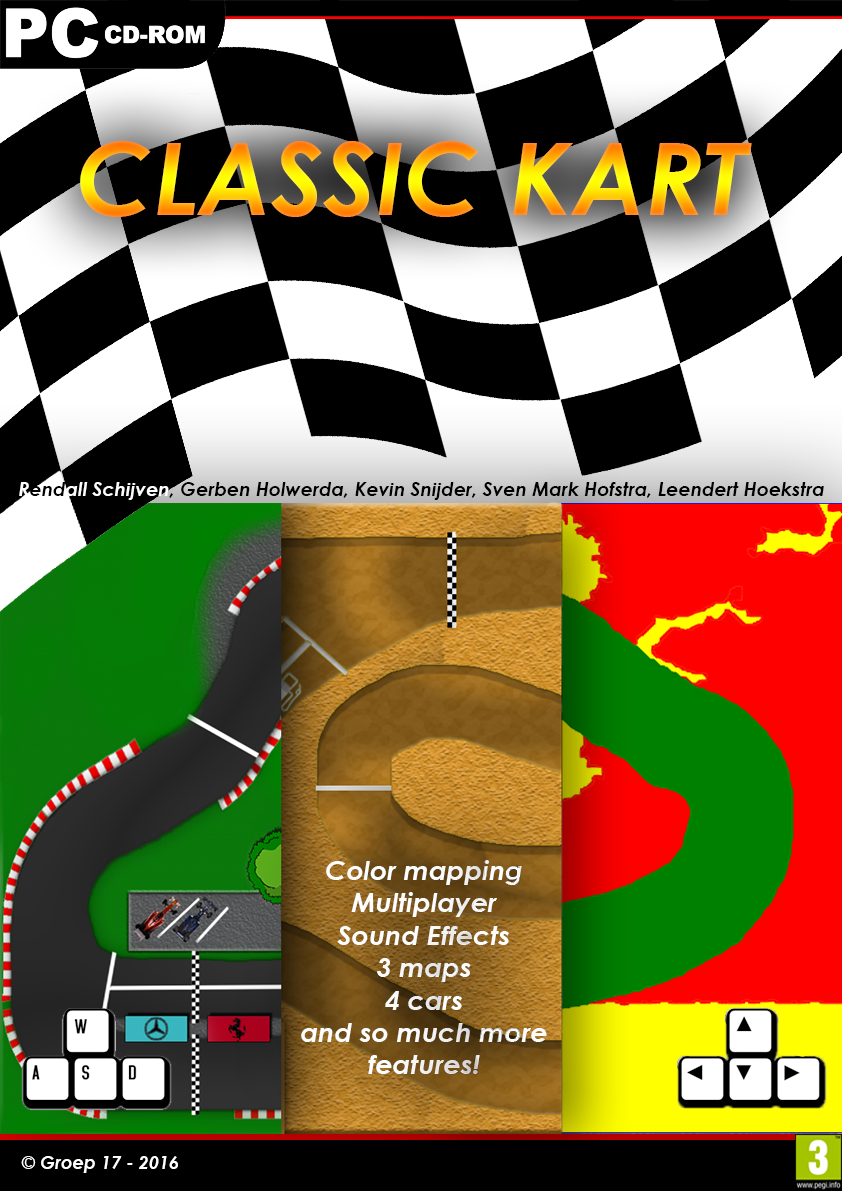 PC CD-ROM
CLASSIC KART
Rendall Schijven, Gerben Holwerda, Kevin Snijder, Sven Mark Hofstra, Leendert Hoekstra
Color mapping
Multiplayer
Sound Effects
3 maps
4 cars
and so much more
features!
W
A S D
▲
◀ ▼ ▶
© Groep 17 - 2016
3
www.pegi.info